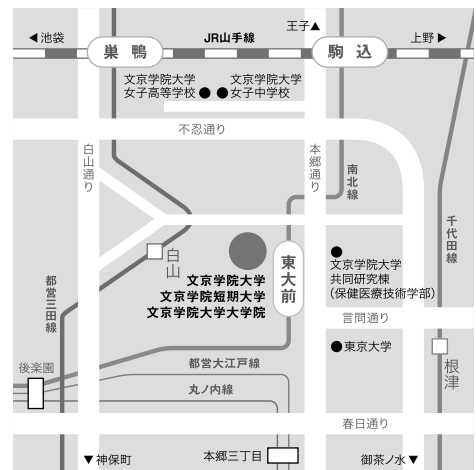 王子▲
◀池袋
JR山手線
上野▶
巣鴨
駒込
文京学院大学
女子高等学校
文京学院大学
女子中学校
不忍通り
白山通り
本郷通り
南北線
千代田線
白山
東大前
文京学院大学
文京学院短期大学
文京学院大学大学院
文京学院大学
共同研究棟
(保健医療技術学部)
都営三田線
言問通り
東京大学
根津
後楽園
都営大江戸線
丸ノ内線
春日通り
▼神保町
本郷三丁目
御茶ノ水▼